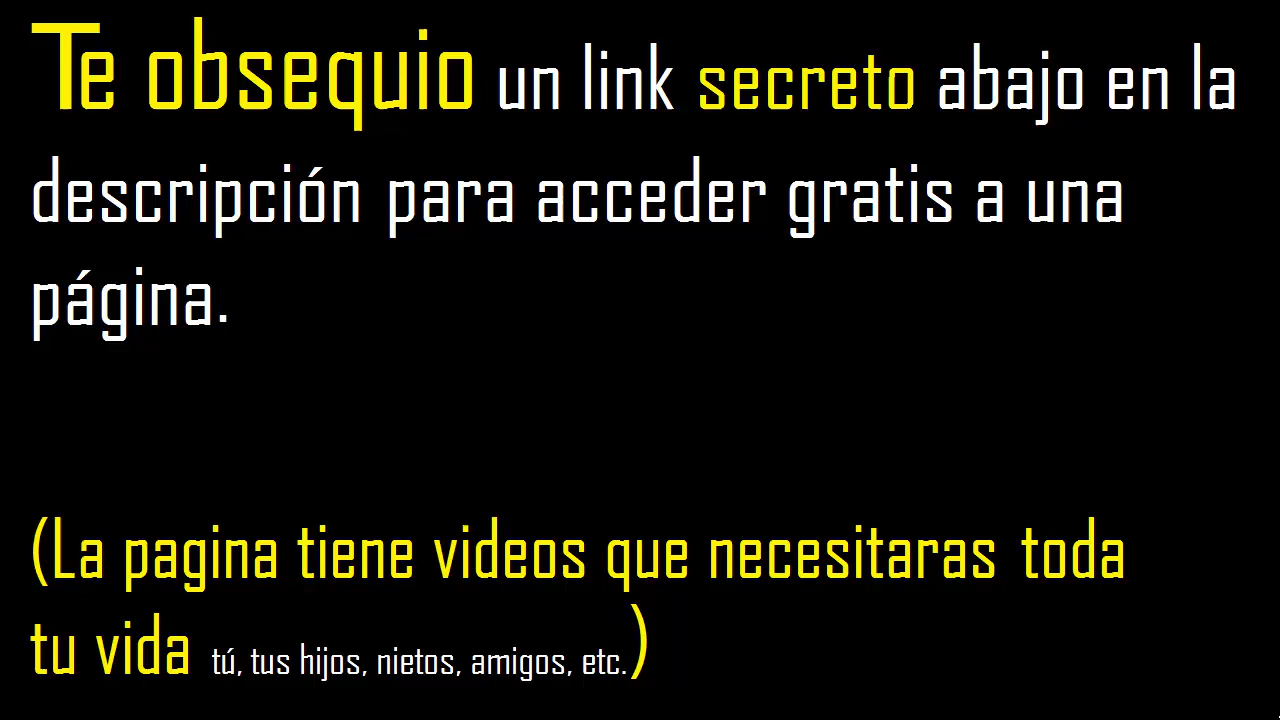 Te obsequio un link secreto abajo en la
descripción para acceder gratis a una
página.
(La pagina tiene videos que necesitaras toda
tu vida tú, tus hijos, nietos, amigos, etc.)